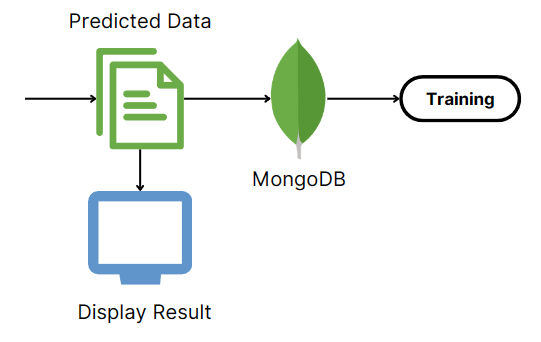 Predicted Data
Training
MongoDB
Display Result